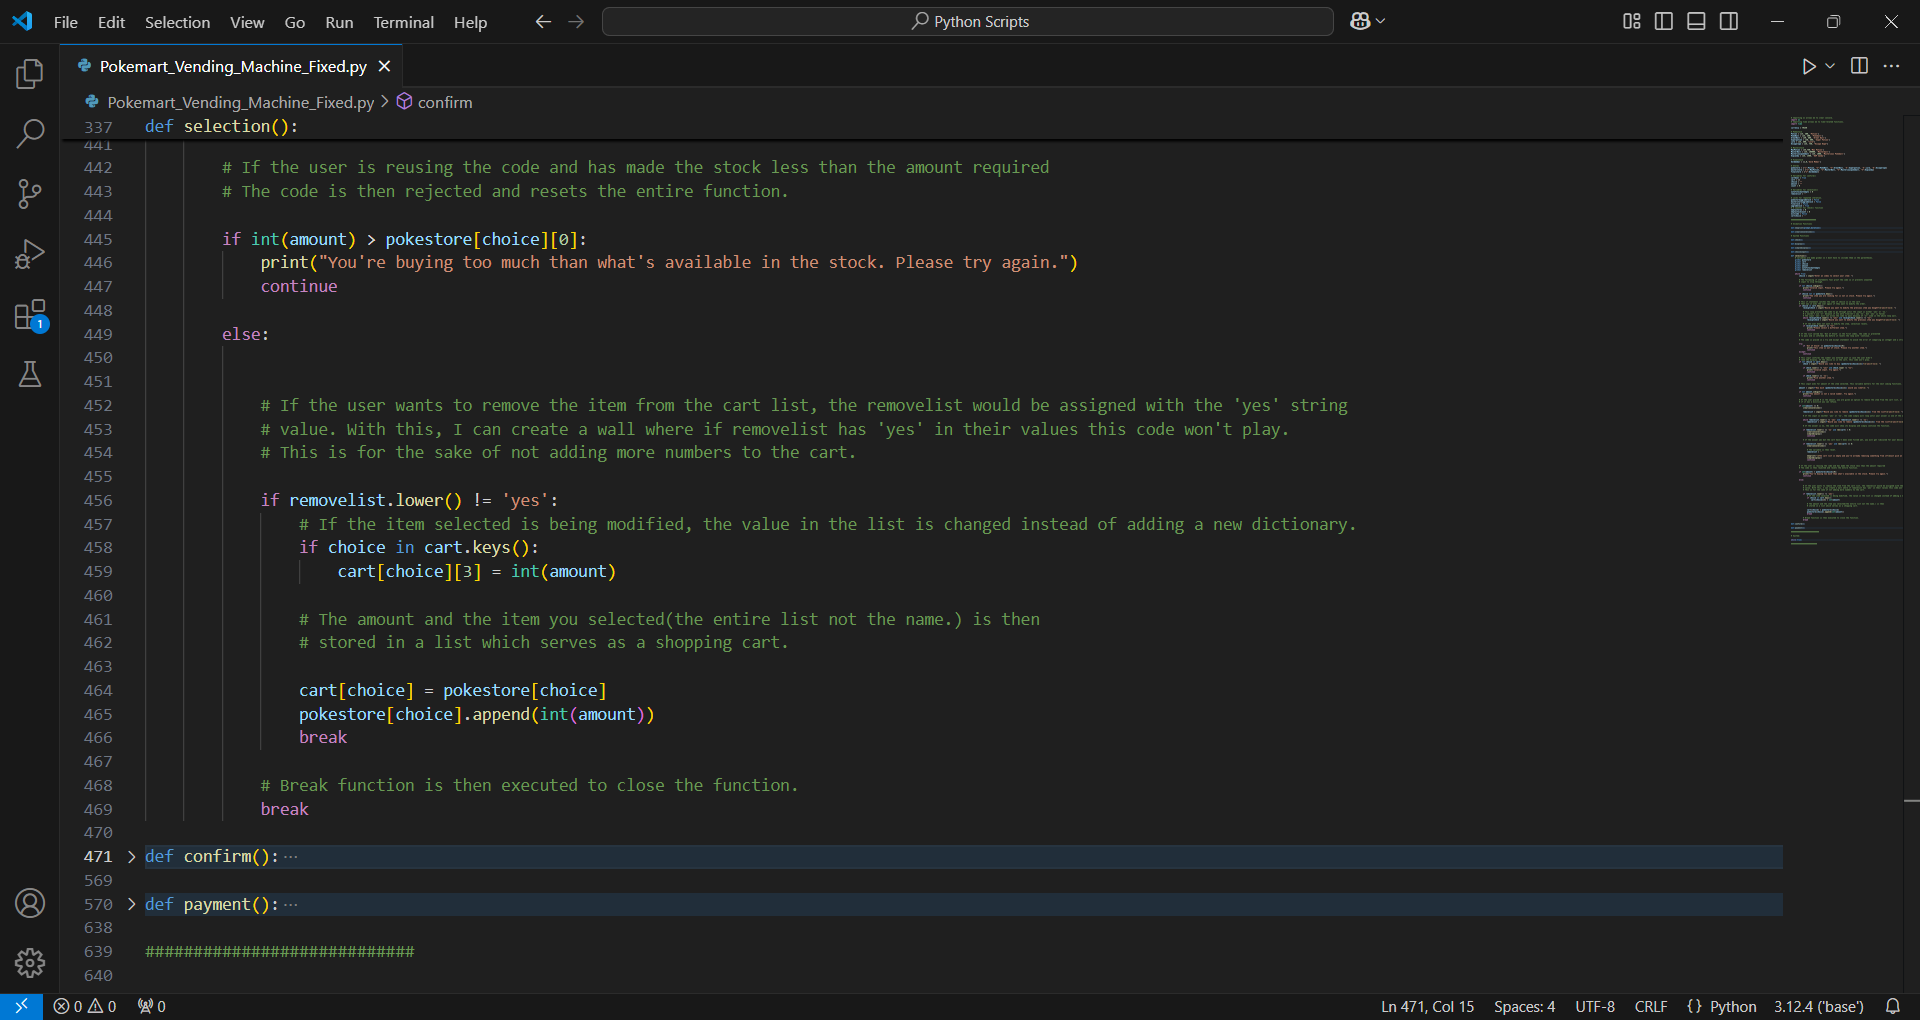 File Edit Selection View Go Run Terminal Help Python Scripts
Pokemart_Vending_Machine_Fixed.py
Pokemart_Vending_Machine_Fixed.py > confirm
337 def selection():
441
442 # If the user is reusing the code and has made the stock less than the amount required
443 # The code is then rejected and resets the entire function.
444
445 if int(amount) > pokestore[choice][0]:
446 print("You're buying too much than what's available in the stock. Please try again.")
447 continue
448
449 else:
450
451
452 # If the user wants to remove the item from the cart list, the removelist would be assigned with the 'yes' string
453 # value. With this, I can create a wall where if removelist has 'yes' in their values this code won't play.
454 # This is for the sake of not adding more numbers to the cart.
455
456 if removelist.lower() != 'yes':
457 # If the item selected is being modified, the value in the list is changed instead of adding a new dictionary.
458 if choice in cart.keys():
459 cart[choice][3] = int(amount)
460
461 # The amount and the item you selected(the entire list not the name.) is then
462 # stored in a list which serves as a shopping cart.
463
464 cart[choice] = pokestore[choice]
465 pokestore[choice].append(int(amount))
466 break
467
468 # Break function is then executed to close the function.
469 break
470
471 def confirm(): ...
569
570 def payment(): ...
638
639 ############################
640
1
0 0 0 Ln 471, Col 15 Spaces: 4 UTF-8 CRLF {} Python 3.12.4 ('base')